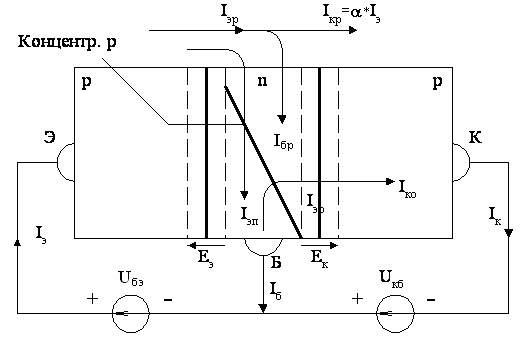 Iэр Iкр=α*Iэ
Концентр. p
p n p
Э К
Iбр
Iэп Iэр Iко
Iэ Iк
Eэ Б Eк
Uбэ Iб Uкб
+ − + −